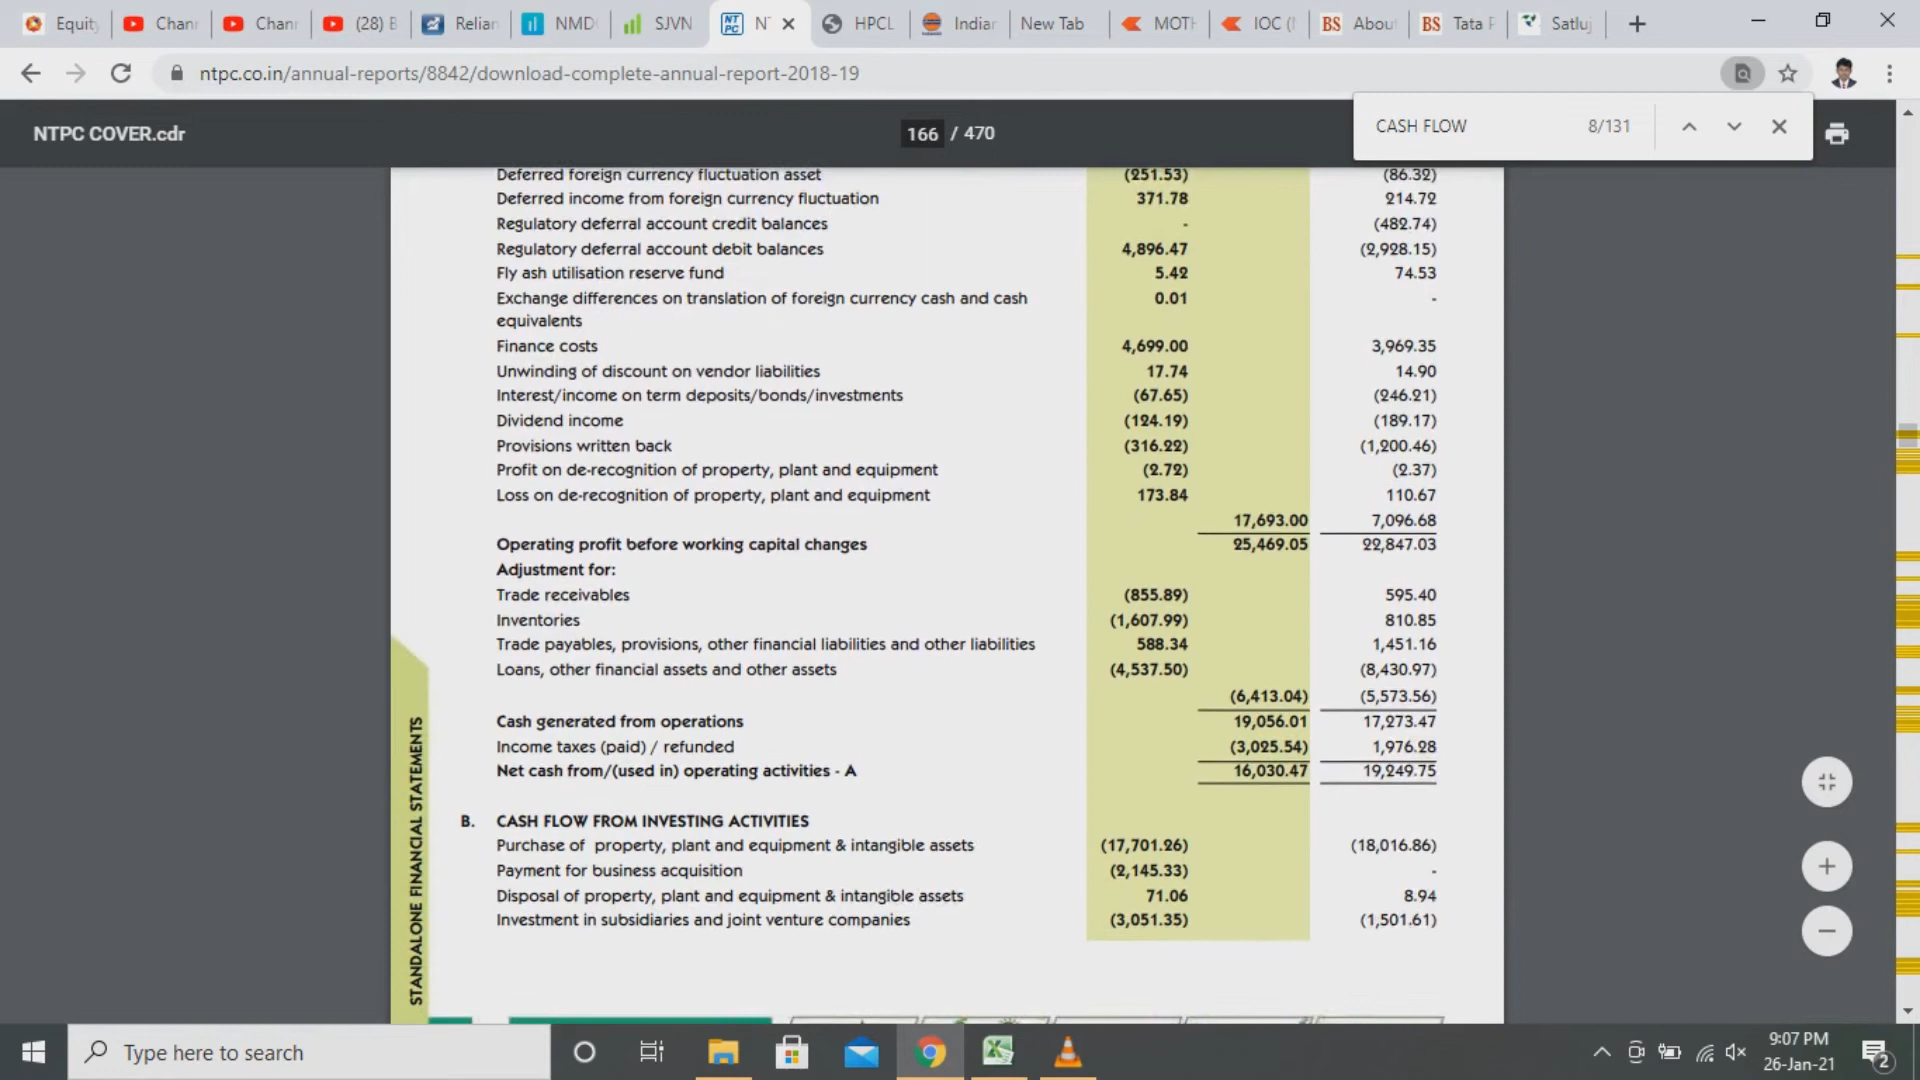 Equity Chan Chan (28) E Relian NMD SJVN N HPCL Indiar New Tab MOTH IOC (I BS Abou BS Tata F Satluj
ntpc.co.in/annual-reports/8842/download-complete-annual-report-2018-19
NTPC COVER.cdr 166 / 470 CASH FLOW 8/131
Deferred foreign currency fluctuation asset (251.53) (86.32)
Deferred income from foreign currency fluctuation 371.78 214.72
Regulatory deferral account credit balances - (482.74)
Regulatory deferral account debit balances 4,896.47 (2,928.15)
Fly ash utilisation reserve fund 5.42 74.53
Exchange differences on translation of foreign currency cash and cash 0.01 -
equivalents
Finance costs 4,699.00 3,969.35
Unwinding of discount on vendor liabilities 17.74 14.90
Interest/income on term deposits/bonds/investments (67.65) (246.21)
Dividend income (124.19) (189.17)
Provisions written back (316.22) (1,200.46)
Profit on de-recognition of property, plant and equipment (2.72) (2.37)
Loss on de-recognition of property, plant and equipment 173.84 110.67
17,693.00 7,096.68
Operating profit before working capital changes 25,469.05 22,847.03
Adjustment for:
Trade receivables (855.89) 595.40
Inventories (1,607.99) 810.85
Trade payables, provisions, other financial liabilities and other liabilities 588.34 1,451.16
Loans, other financial assets and other assets (4,537.50) (8,430.97)
(6,413.04) (5,573.56)
Cash generated from operations 19,056.01 17,273.47
Income taxes (paid) / refunded (3,025.54) 1,976.28
Net cash from/(used in) operating activities - A 16,030.47 19,249.75
B. CASH FLOW FROM INVESTING ACTIVITIES
Purchase of property, plant and equipment & intangible assets (17,701.26) (18,016.86)
Payment for business acquisition (2,145.33) -
Disposal of property, plant and equipment & intangible assets 71.06 8.94
Investment in subsidiaries and joint venture companies (3,051.35) (1,501.61)
STANDALONE FINANCIAL STATEMENTS
Type here to search
9:07 PM
26-Jan-21
2